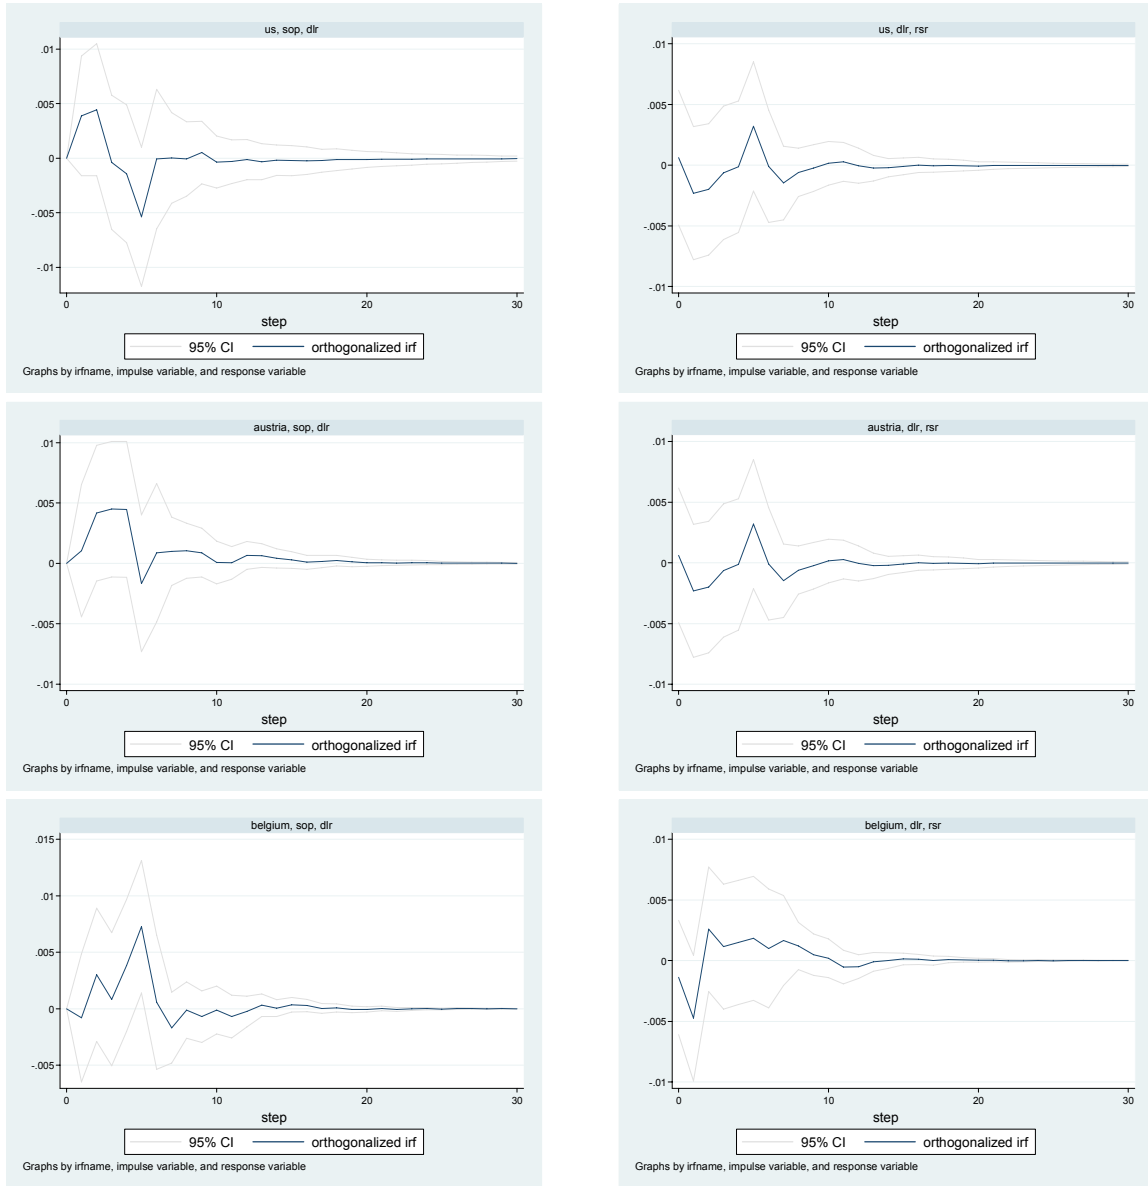 us, sop, dlr
.01
.005
0
-.005
-.01
0 10 20 30
step
95% CI orthogonalized irf
Graphs by irfname, impulse variable, and response variable
us, dlr, rsr
.01
.005
0
-.005
-.01
0 10 20 30
step
95% CI orthogonalized irf
Graphs by irfname, impulse variable, and response variable
austria, sop, dlr
.01
.005
0
-.005
-.01
0 10 20 30
step
95% CI orthogonalized irf
Graphs by irfname, impulse variable, and response variable
austria, dlr, rsr
.01
.005
0
-.005
-.01
0 10 20 30
step
95% CI orthogonalized irf
Graphs by irfname, impulse variable, and response variable
belgium, sop, dlr
.015
.01
.005
0
-.005
0 10 20 30
step
95% CI orthogonalized irf
Graphs by irfname, impulse variable, and response variable
belgium, dlr, rsr
.01
.005
0
-.005
-.01
0 10 20 30
step
95% CI orthogonalized irf
Graphs by irfname, impulse variable, and response variable